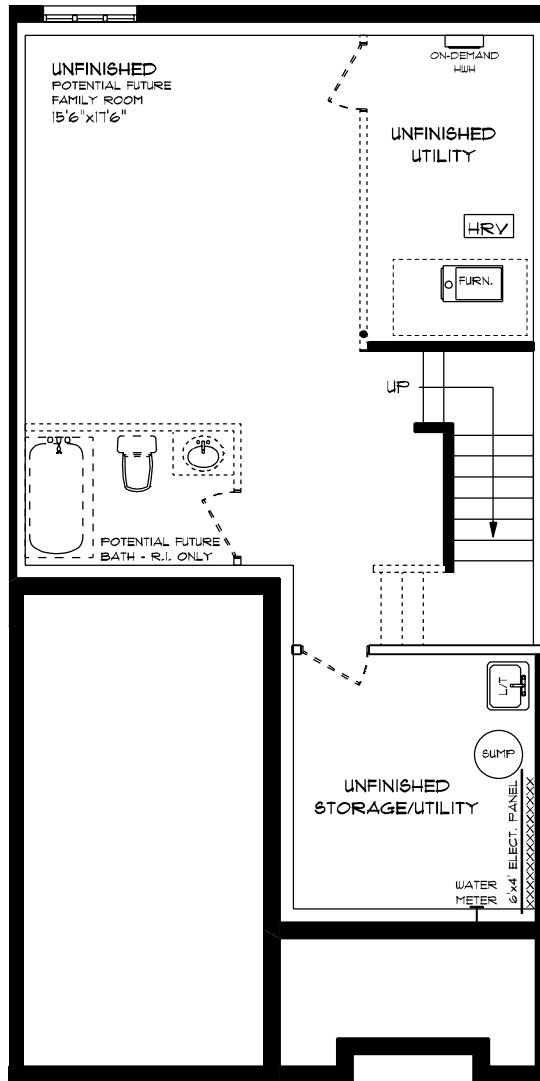 UNFINISHED
POTENTIAL FUTURE
FAMILY ROOM
15'6"x17'6"
ON-DEMAND
HWH
UNFINISHED
UTILITY
HRV
FURN.
UP
POTENTIAL FUTURE
BATH - R.I. ONLY
L/T
SUMP
UNFINISHED
STORAGE/UTILITY
6'x4' ELECT. PANEL
WATER
METER